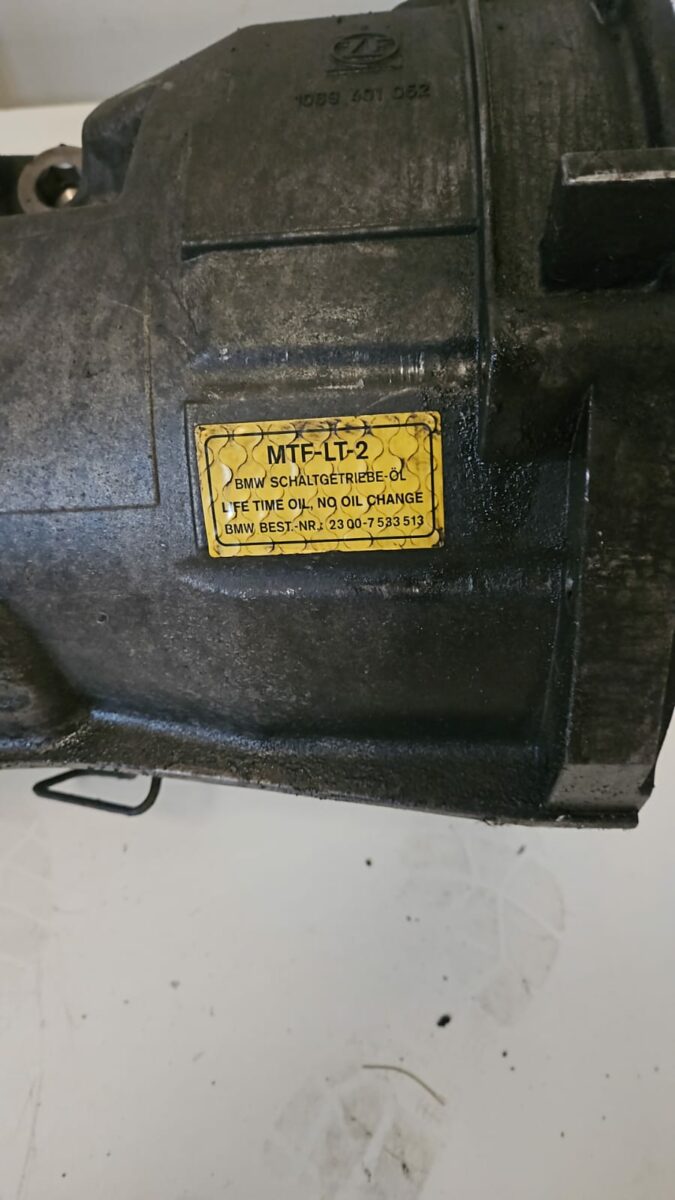 ZF
1069 401 052
MTF-LT-2
BMW SCHALTGETRIEBE-ÖL
LIFE TIME OIL, NO OIL CHANGE
BMW BEST.-NR.: 23 00-7 533 513